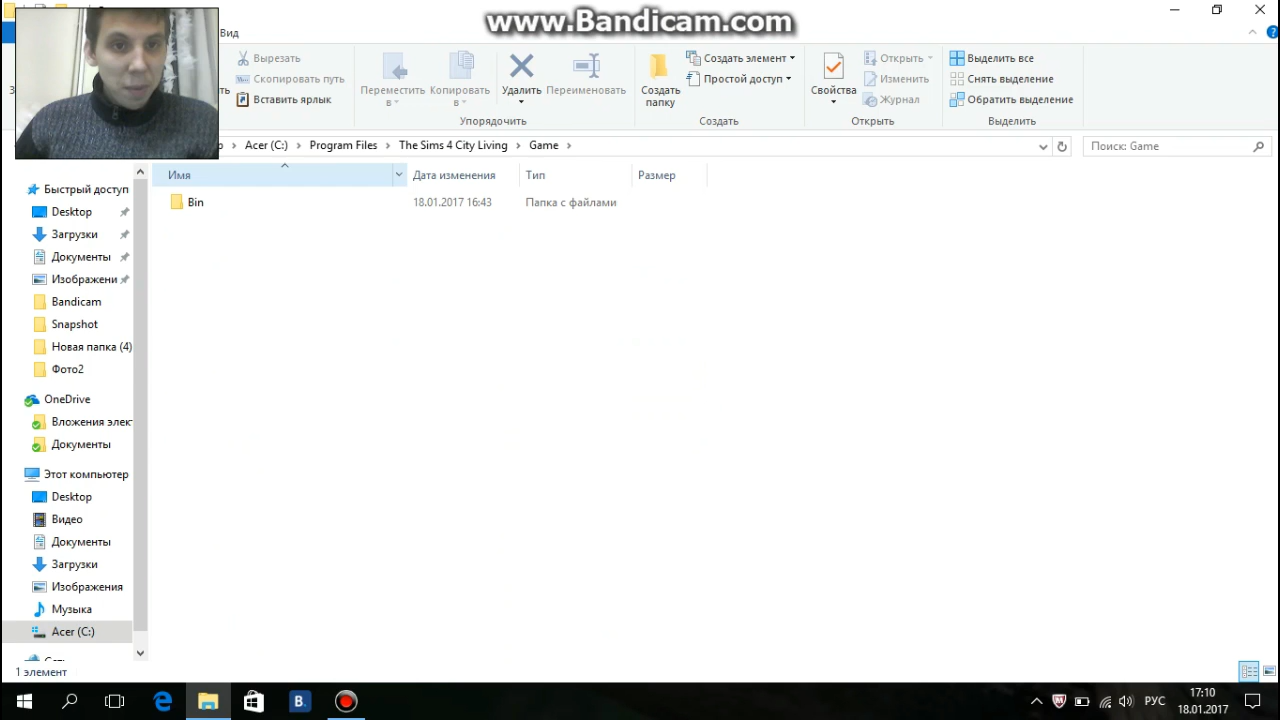 www.Bandicam.com
Вид
Вырезать
Скопировать путь
Вставить ярлык
Переместить в
Копировать в
Удалить
Переименовать
Упорядочить
Создать папку
Создать элемент
Простой доступ
Создать
Свойства
Открыть
Изменить
Журнал
Открыть
Выделить все
Снять выделение
Обратить выделение
Выделить
Acer (C:) Program Files The Sims 4 City Living Game
Поиск: Game
Имя Дата изменения Тип Размер
Bin 18.01.2017 16:43 Папка с файлами
Быстрый доступ
Desktop
Загрузки
Документы
Изображени
Bandicam
Snapshot
Новая папка (4)
Фото2
OneDrive
Вложения элект
Документы
Этот компьютер
Desktop
Видео
Документы
Загрузки
Изображения
Музыка
Acer (C:)
1 элемент
B.
РУС
17:10
18.01.2017